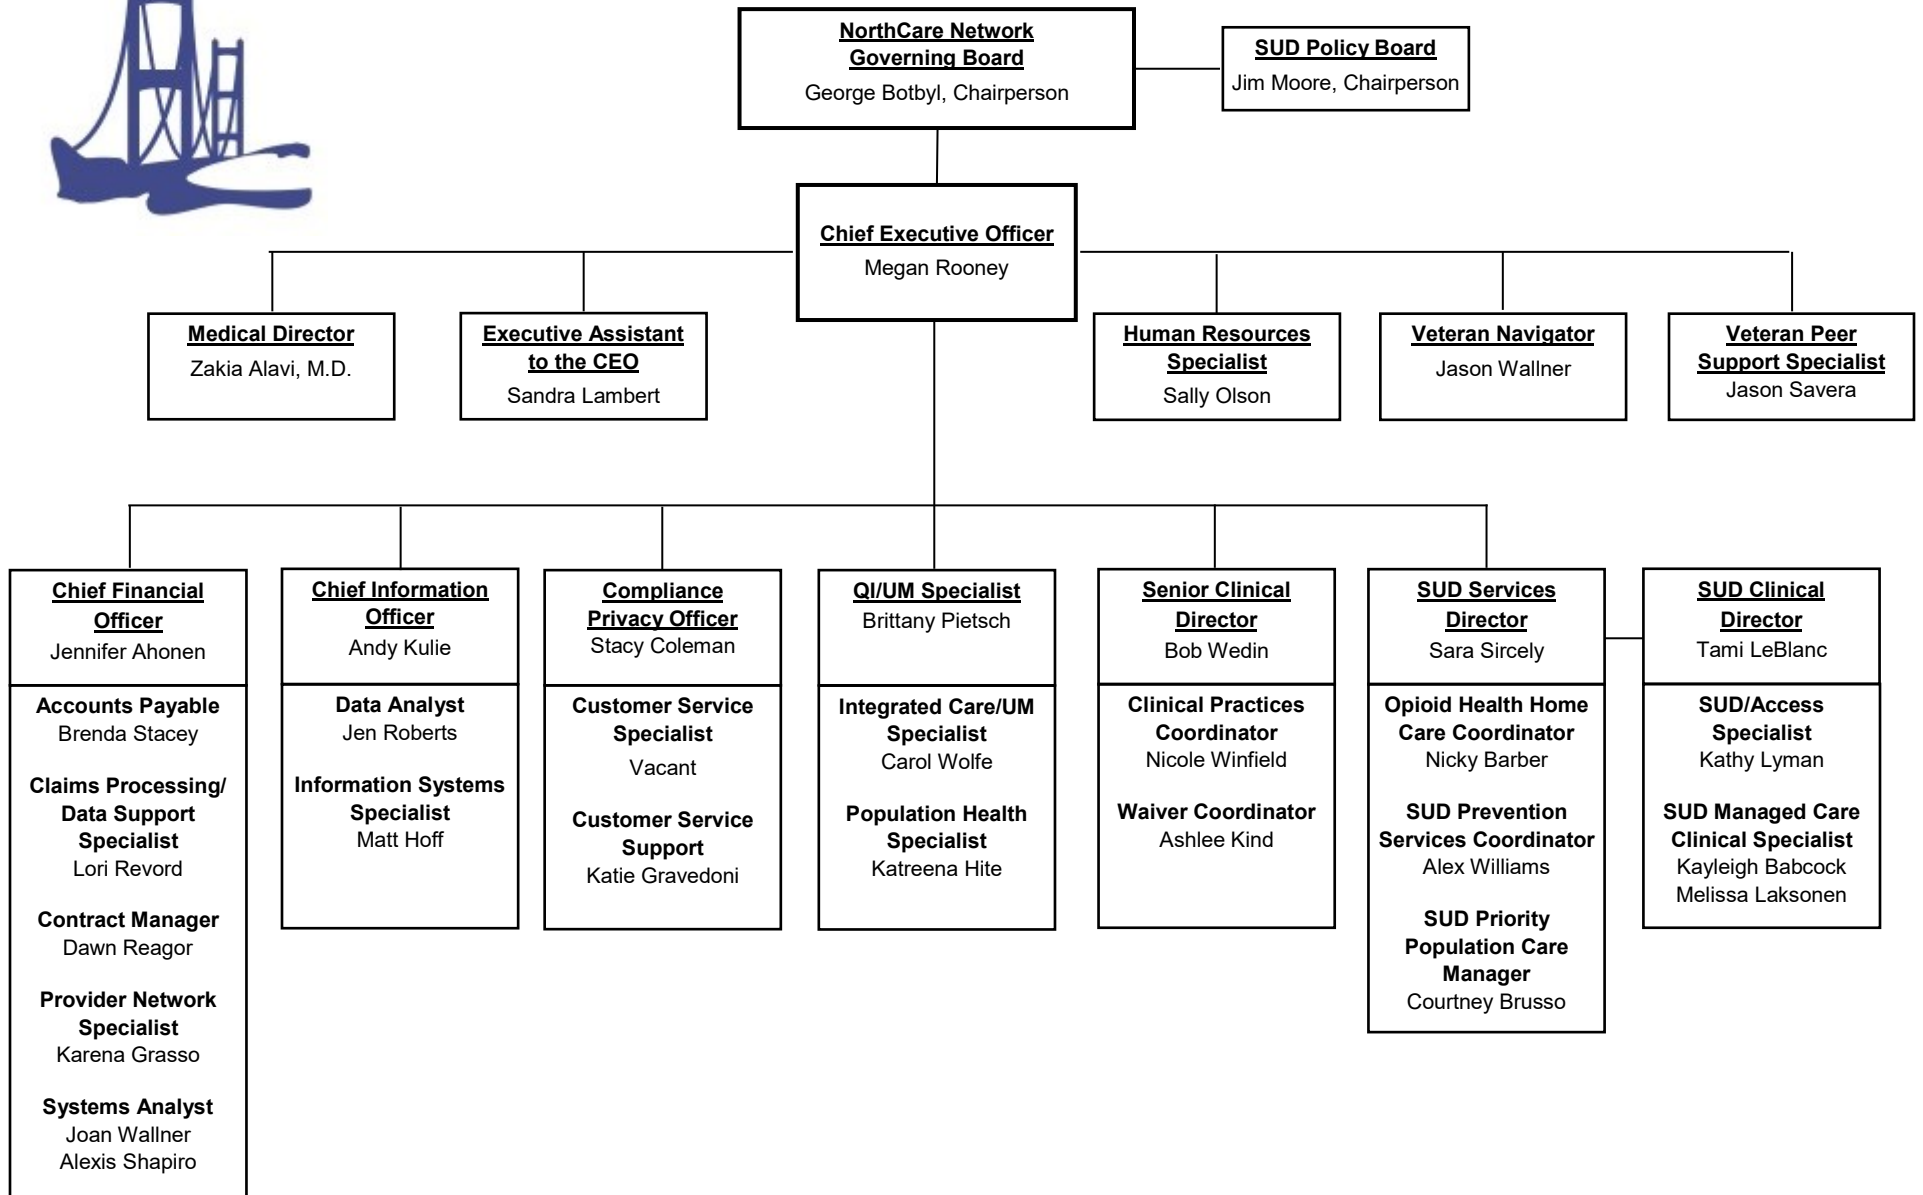 NorthCare Network
Governing Board
George Botbyl, Chairperson
SUD Policy Board
Jim Moore, Chairperson
Chief Executive Officer
Megan Rooney
Medical Director
Zakia Alavi, M.D.
Executive Assistant
to the CEO
Sandra Lambert
Human Resources
Specialist
Sally Olson
Veteran Navigator
Jason Wallner
Veteran Peer
Support Specialist
Jason Savera
Chief Financial
Officer
Jennifer Ahonen
Accounts Payable
Brenda Stacey
Claims Processing/
Data Support
Specialist
Lori Revord
Contract Manager
Dawn Reagor
Provider Network
Specialist
Karena Grasso
Systems Analyst
Joan Wallner
Alexis Shapiro
Chief Information
Officer
Andy Kulie
Data Analyst
Jen Roberts
Information Systems
Specialist
Matt Hoff
Compliance
Privacy Officer
Stacy Coleman
Customer Service
Specialist
Vacant
Customer Service
Support
Katie Gravedoni
QI/UM Specialist
Brittany Pietsch
Integrated Care/UM
Specialist
Carol Wolfe
Population Health
Specialist
Katreena Hite
Senior Clinical
Director
Bob Wedin
Clinical Practices
Coordinator
Nicole Winfield
Waiver Coordinator
Ashlee Kind
SUD Services
Director
Sara Sircely
Opioid Health Home
Care Coordinator
Nicky Barber
SUD Prevention
Services Coordinator
Alex Williams
SUD Priority
Population Care
Manager
Courtney Brusso
SUD Clinical
Director
Tami LeBlanc
SUD/Access
Specialist
Kathy Lyman
SUD Managed Care
Clinical Specialist
Kayleigh Babcock
Melissa Laksonen